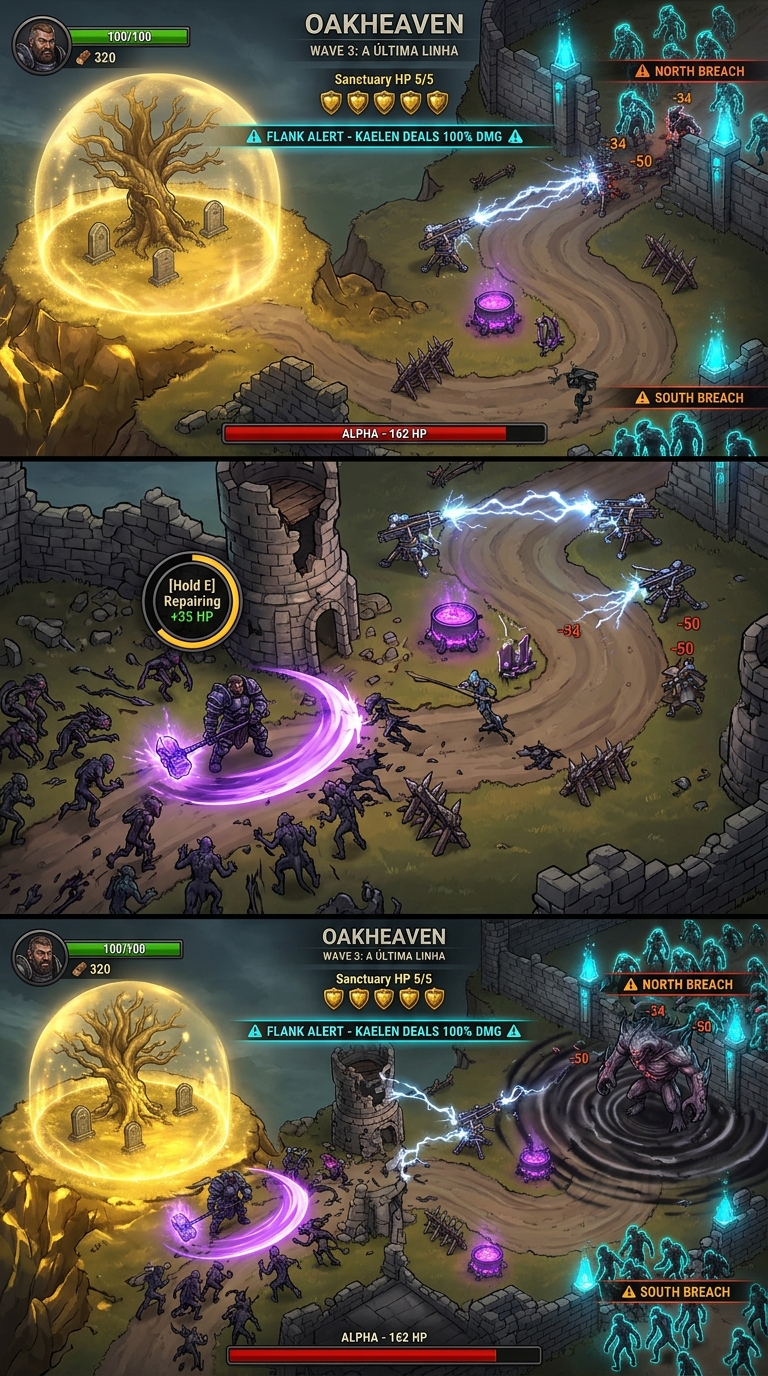 OAKHEAVEN
WAVE 3: A ÚLTIMA LINHA
100/100
320
Sanctuary HP 5/5
FLANK ALERT - KAELEN DEALS 100% DMG
NORTH BREACH
-34
-34
-50
SOUTH BREACH
ALPHA - 162 HP
[Hold E]
Repairing
+35 HP
-34
-50
-50
OAKHEAVEN
WAVE 3: A ÚLTIMA LINHA
100/100
320
Sanctuary HP 5/5
NORTH BREACH
-34
-50
FLANK ALERT - KAELEN DEALS 100% DMG
-50
SOUTH BREACH
ALPHA - 162 HP